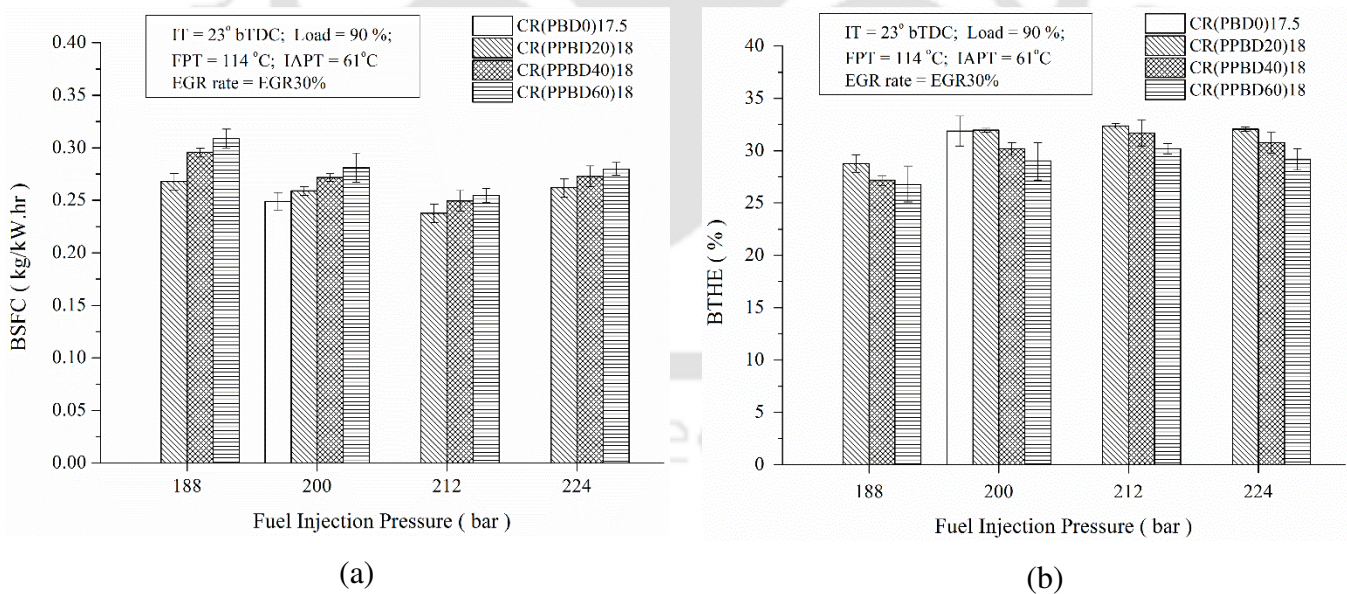 IT = 23° bTDC; Load = 90 %;
FPT = 114 °C; IAPT = 61°C
EGR rate = EGR30%
CR(PBD0)17.5
CR(PPBD20)18
CR(PPBD40)18
CR(PPBD60)18
0.40
0.35
0.30
0.25
0.20
0.15
0.10
0.05
0.00
BSFC ( kg/kW.hr)
188 200 212 224
Fuel Injection Pressure ( bar )
(a)
IT = 23° bTDC; Load = 90 %;
FPT = 114 °C; IAPT = 61°C
EGR rate = EGR30%
CR(PBD0)17.5
CR(PPBD20)18
CR(PPBD40)18
CR(PPBD60)18
40
35
30
25
20
15
10
5
0
BTHE ( % )
188 200 212 224
Fuel Injection Pressure ( bar )
(b)